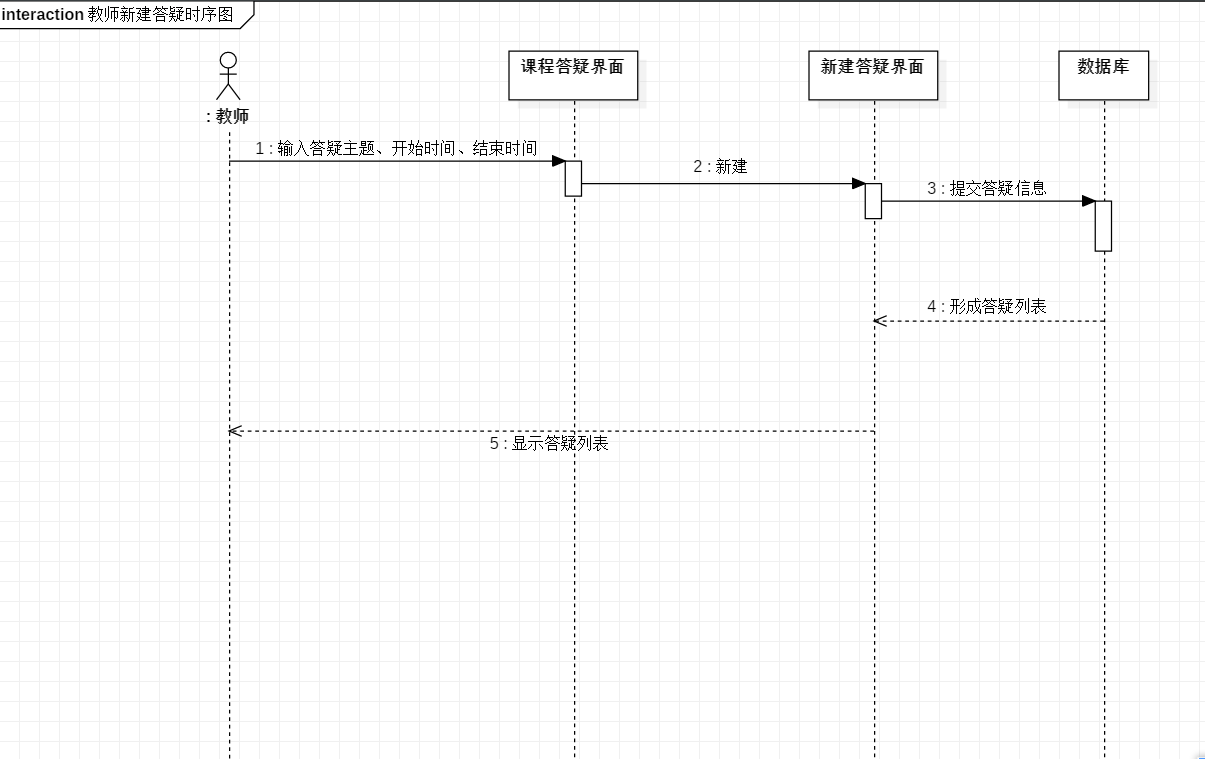 interaction 教师新建答疑时序图
课程答疑界面
新建答疑界面
数据库
: 教师
1 : 输入答疑主题、开始时间、结束时间
2 : 新建
3 : 提交答疑信息
4 : 形成答疑列表
5 : 显示答疑列表